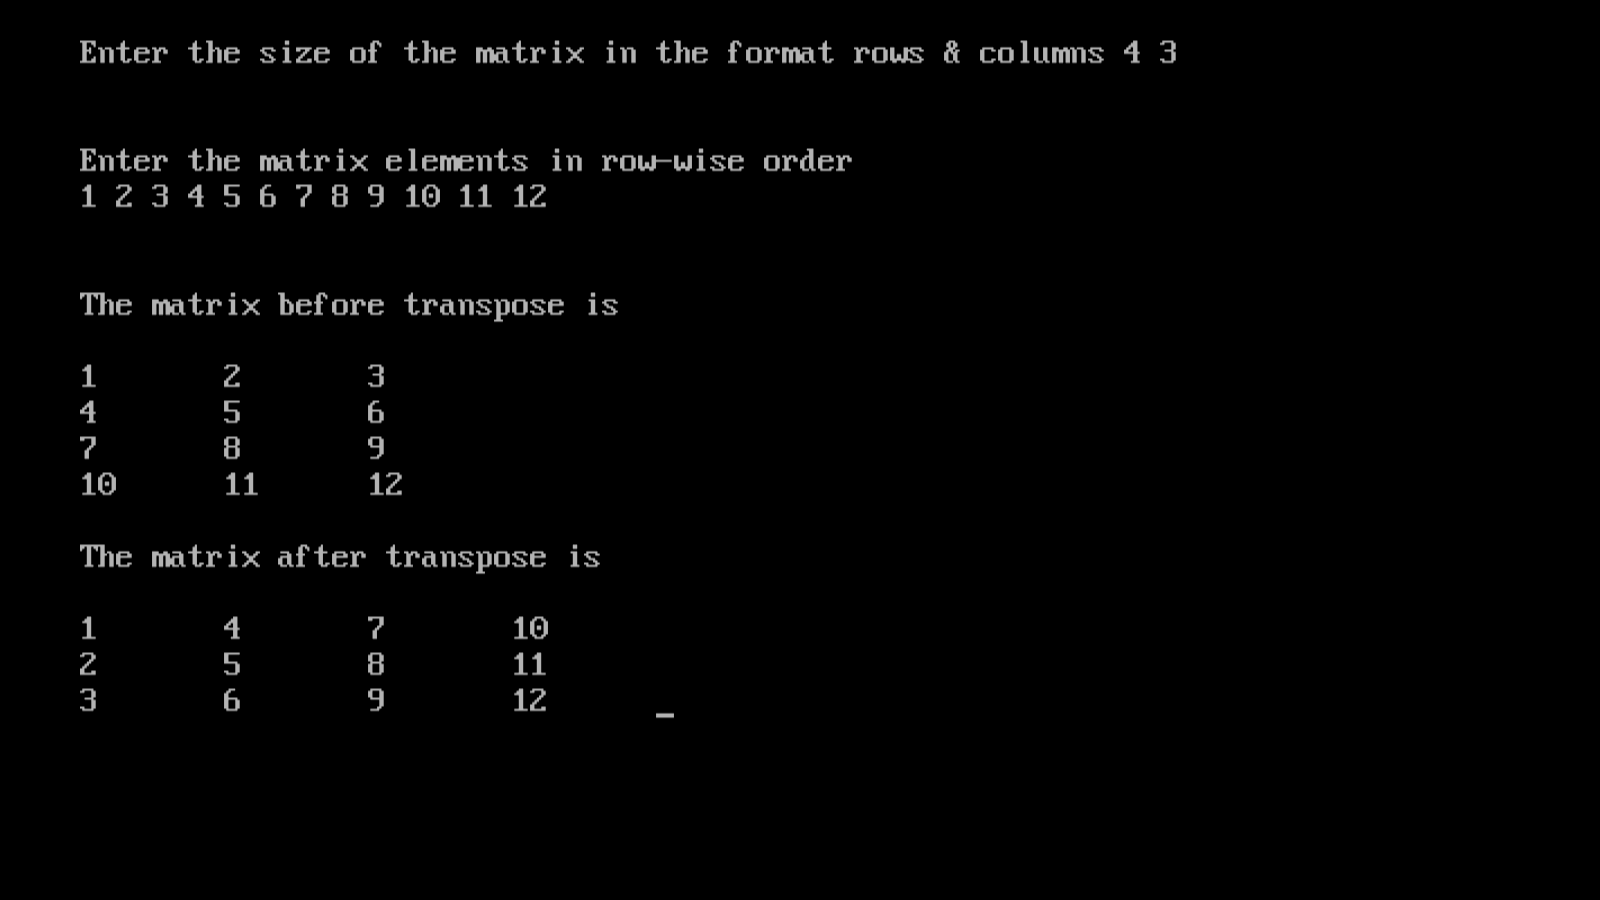 Enter the size of the matrix in the format rows & columns 4 3
Enter the matrix elements in row-wise order
1 2 3 4 5 6 7 8 9 10 11 12
The matrix before transpose is
1 2 3
4 5 6
7 8 9
10 11 12
The matrix after transpose is
1 4 7 10
2 5 8 11
3 6 9 12 _